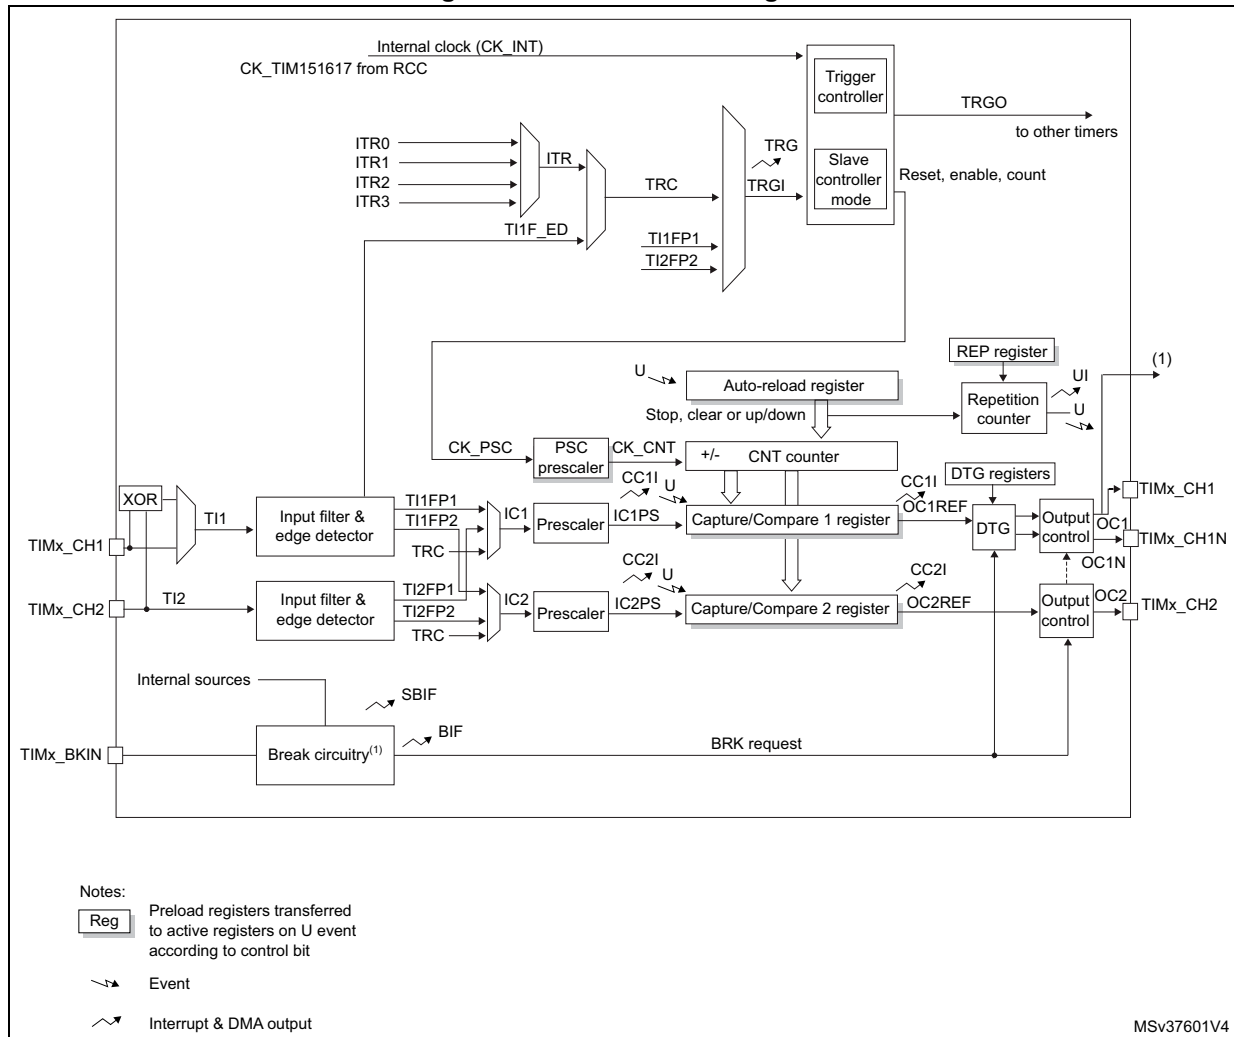 Internal clock (CK_INT)
CK_TIM151617 from RCC
Trigger
controller
TRGO
to other timers
ITR0
ITR1
ITR2
ITR3
ITR
TRG
TRC
TRGI
Slave
controller
mode
Reset, enable, count
TI1F_ED
TI1FP1
TI2FP2
REP register
(1)
U
Auto-reload register
UI
Repetition
counter
U
Stop, clear or up/down
CK_PSC
PSC
prescaler
CK_CNT
+/-
CNT counter
DTG registers
XOR
TI1
Input filter &
edge detector
TI1FP1
TI1FP2
TRC
IC1
Prescaler
CC1I
U
IC1PS
Capture/Compare 1 register
CC1I
OC1REF
DTG
Output
control
OC1
TIMx_CH1
TIMx_CH1
TIMx_CH1N
OC1N
TIMx_CH2
TI2
Input filter &
edge detector
TI2FP1
TI2FP2
TRC
IC2
Prescaler
CC2I
U
IC2PS
Capture/Compare 2 register
CC2I
OC2REF
Output
control
OC2
TIMx_CH2
Internal sources
SBIF
TIMx_BKIN
Break circuitry(1)
BIF
BRK request
Notes:
Reg
Preload registers transferred
to active registers on U event
according to control bit
Event
Interrupt & DMA output
MSv37601V4